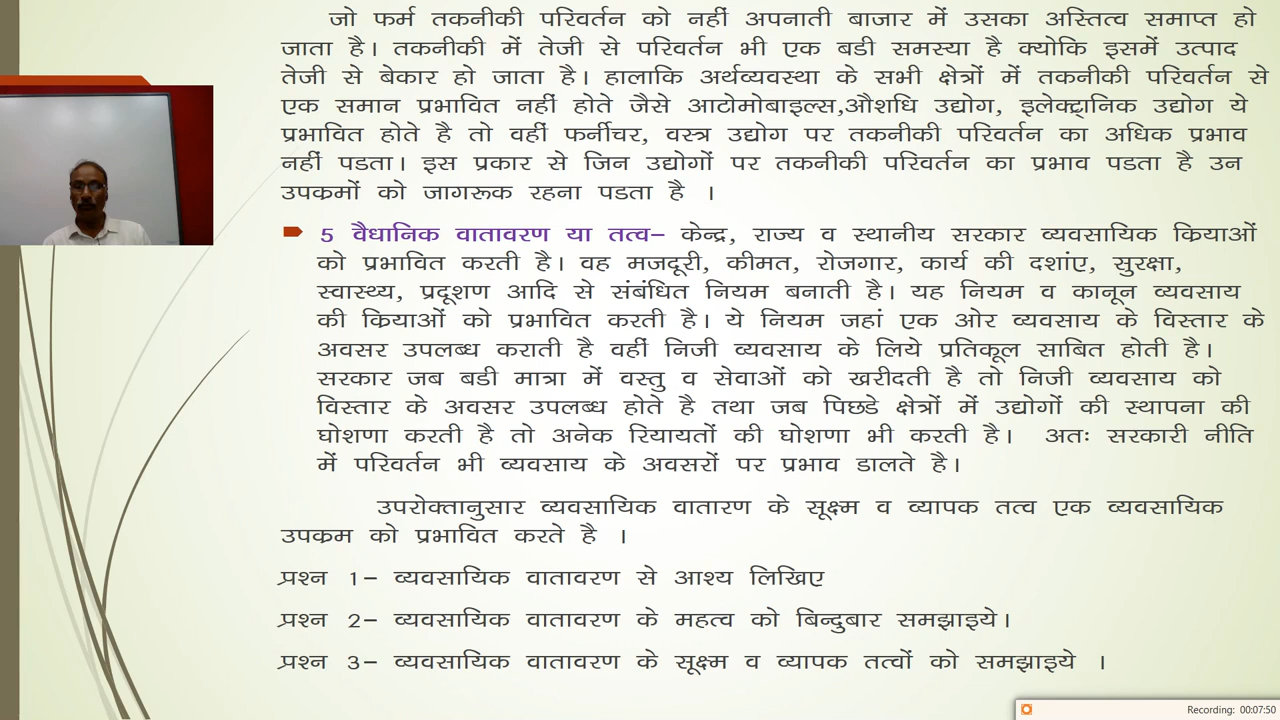 जो फर्म तकनीकी परिवर्तन को नहीं अपनाती बाजार में उसका अस्तित्व समाप्त हो
जाता है। तकनीकी में तेजी से परिवर्तन भी एक बडी समस्या है क्योकि इसमें उत्पाद
तेजी से बेकार हो जाता है। हालाकि अर्थव्यवस्था के सभी क्षेत्रों में तकनीकी परिवर्तन से
एक समान प्रभावित नहीं होते जैसे आटोमोबाइल्स,औशधि उद्योग, इलेक्ट्रानिक उद्योग ये
प्रभावित होते है तो वहीं फर्नीचर, वस्त्र उद्योग पर तकनीकी परिवर्तन का अधिक प्रभाव
नहीं पडता। इस प्रकार से जिन उद्योगों पर तकनीकी परिवर्तन का प्रभाव पडता है उन
उपक्रमों को जागरूक रहना पडता है ।
5 वैधानिक वातावरण या तत्व– केन्द्र, राज्य व स्थानीय सरकार व्यवसायिक क्रियाओं
को प्रभावित करती है। वह मजदूरी, कीमत, रोजगार, कार्य की दशांए, सुरक्षा,
स्वास्थ्य, प्रदूशण आदि से संबंधित नियम बनाती है। यह नियम व कानून व्यवसाय
की क्रियाओं को प्रभावित करती है। ये नियम जहां एक ओर व्यवसाय के विस्तार के
अवसर उपलब्ध कराती है वहीं निजी व्यवसाय के लिये प्रतिकूल साबित होती है।
सरकार जब बडी मात्रा में वस्तु व सेवाओं को खरीदती है तो निजी व्यवसाय को
विस्तार के अवसर उपलब्ध होते है तथा जब पिछडे क्षेत्रों में उद्योगों की स्थापना की
घोशणा करती है तो अनेक रियायतों की घोशणा भी करती है। अतः सरकारी नीति
में परिवर्तन भी व्यवसाय के अवसरों पर प्रभाव डालते है।
उपरोक्तानुसार व्यवसायिक वातारण के सूक्ष्म व व्यापक तत्व एक व्यवसायिक
उपक्रम को प्रभावित करते है ।
प्रश्न 1– व्यवसायिक वातावरण से आश्य लिखिए
प्रश्न 2– व्यवसायिक वातावरण के महत्व को बिन्दुबार समझाइये।
प्रश्न 3– व्यवसायिक वातावरण के सूक्ष्म व व्यापक तत्वों को समझाइये ।
Recording: 00:07:50